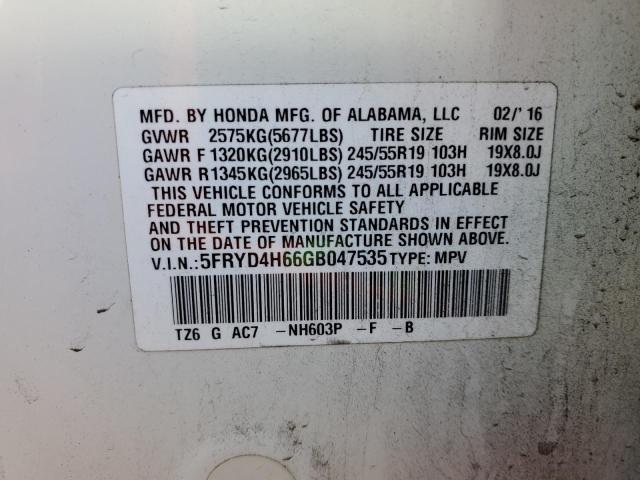 MFD. BY HONDA MFG. OF ALABAMA, LLC 02/'16
GVWR 2575KG(5677LBS) TIRE SIZE RIM SIZE
GAWR F 1320KG(2910LBS) 245/55R19 103H 19X8.0J
GAWR R1345KG(2965LBS) 245/55R19 103H 19X8.0J
THIS VEHICLE CONFORMS TO ALL APPLICABLE
FEDERAL MOTOR VEHICLE SAFETY
AND THEFT PREVENTION STANDARDS IN EFFECT
ON THE DATE OF MANUFACTURE SHOWN ABOVE.
V.I.N.:5FRYD4H66GB047535 TYPE: MPV
TZ6 G AC7 -NH603P -F -B